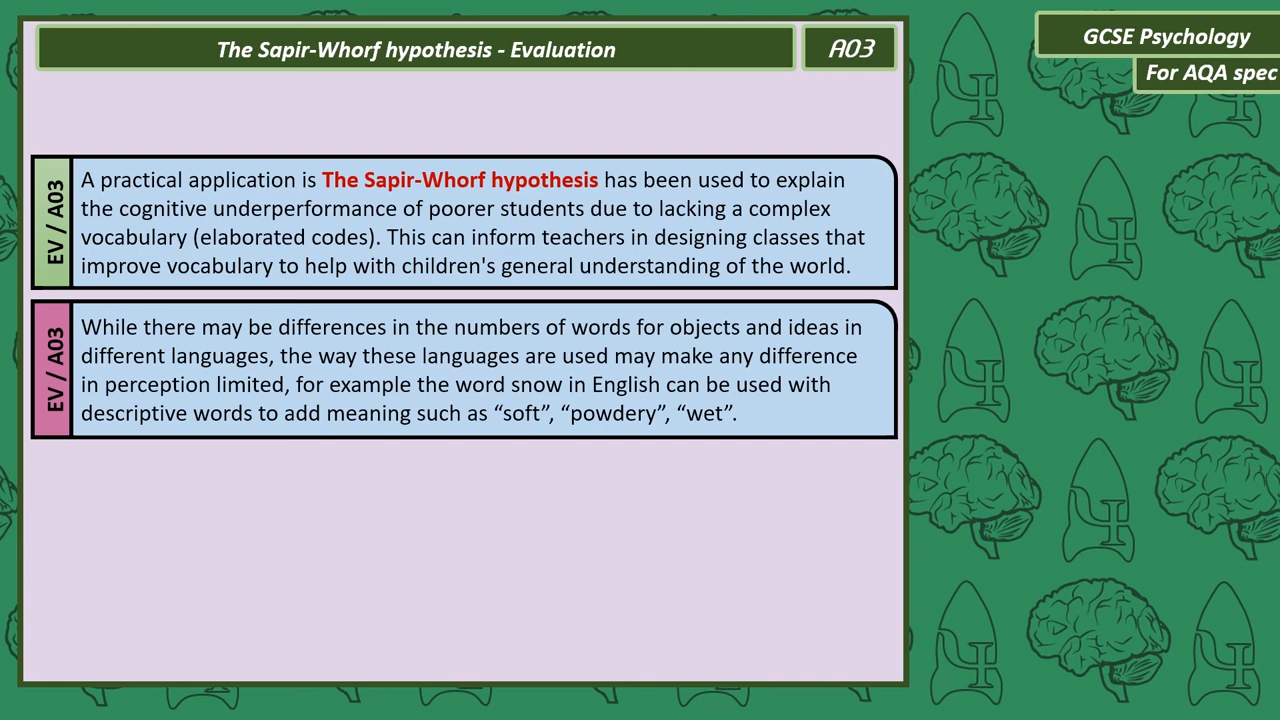 The Sapir-Whorf hypothesis - Evaluation
AO3
GCSE Psychology
For AQA spec
EV / A03
A practical application is The Sapir-Whorf hypothesis has been used to explain
the cognitive underperformance of poorer students due to lacking a complex
vocabulary (elaborated codes). This can inform teachers in designing classes that
improve vocabulary to help with children's general understanding of the world.
EV / A03
While there may be differences in the numbers of words for objects and ideas in
different languages, the way these languages are used may make any difference
in perception limited, for example the word snow in English can be used with
descriptive words to add meaning such as “soft”, “powdery”, “wet”.